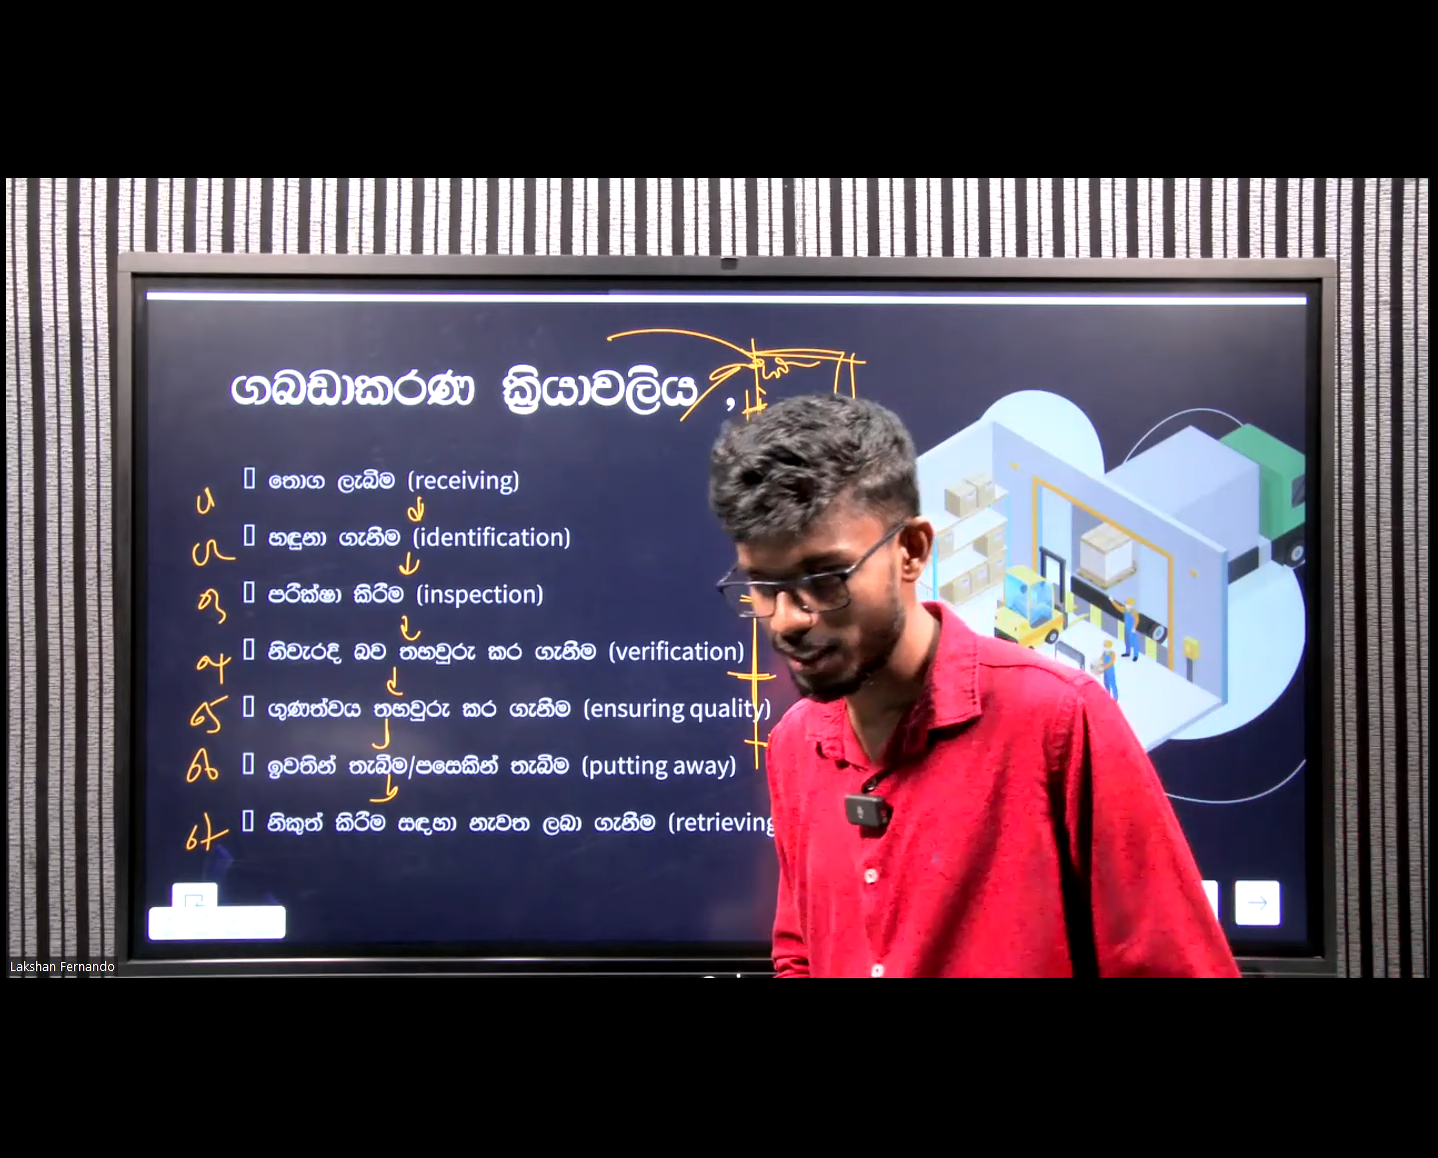 ගබඩාකරණ ක්‍රියාවලිය ,
තොග ලැබීම (receiving)
හඳුනා ගැනීම (identification)
පරීක්ෂා කිරීම (inspection)
නිවැරදි බව තහවුරු කර ගැනීම (verification)
ගුණත්වය තහවුරු කර ගැනීම (ensuring quality)
ඉවතින් තැබීම/පසෙකින් තැබීම (putting away)
නිකුත් කිරීම සඳහා නැවත ලබා ගැනීම (retrieving
Lakshan Fernando